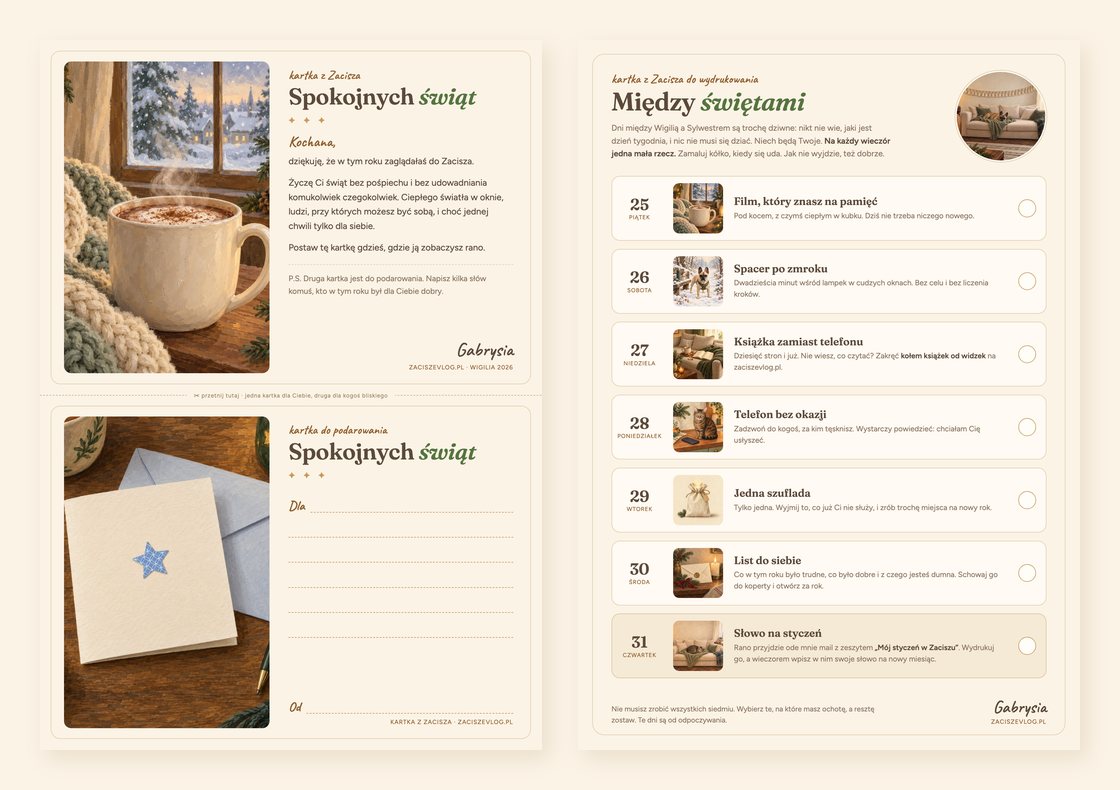 kartka z Zacisza
Spokojnych świąt
Kochana,
dziękuję, że w tym roku zaglądałaś do Zacisza.
Życzę Ci świąt bez pośpiechu i bez udowadniania
komukolwiek czegokolwiek. Ciepłego światła w oknie,
ludzi, przy których możesz być sobą, i choć jednej
chwili tylko dla siebie.
Postaw tę kartkę gdzieś, gdzie ją zobaczysz rano.
P.S. Druga kartka jest do podarowania. Napisz kilka słów
komuś, kto w tym roku był dla Ciebie dobry.
Gabrysia
ZACISZEVLOG.PL · WIGILIA 2026
✂ przetnij tutaj · jedna kartka dla Ciebie, druga dla kogoś bliskiego
kartka do podarowania
Spokojnych świąt
Dla
Od
KARTKA Z ZACISZA · ZACISZEVLOG.PL
kartka z Zacisza do wydrukowania
Między świętami
Dni między Wigilią a Sylwestrem są trochę dziwne: nikt nie wie, jaki jest
dzień tygodnia, i nic nie musi się dziać. Niech będą Twoje. Na każdy wieczór
jedna mała rzecz. Zamaluj kółko, kiedy się uda. Jak nie wyjdzie, też dobrze.
25
PIĄTEK
Film, który znasz na pamięć
Pod kocem, z czymś ciepłym w kubku. Dziś nie trzeba niczego nowego.
26
SOBOTA
Spacer po zmroku
Dwadzieścia minut wśród lampek w cudzych oknach. Bez celu i bez liczenia
kroków.
27
NIEDZIELA
Książka zamiast telefonu
Dziesięć stron i już. Nie wiesz, co czytać? Zakręć kołem książek od widzek na
zaciszevlog.pl.
28
PONIEDZIAŁEK
Telefon bez okazji
Zadzwoń do kogoś, za kim tęsknisz. Wystarczy powiedzieć: chciałam Cię
usłyszeć.
29
WTOREK
Jedna szuflada
Tylko jedna. Wyjmij to, co już Ci nie służy, i zrób trochę miejsca na nowy rok.
30
ŚRODA
List do siebie
Co w tym roku było trudne, co było dobre i z czego jesteś dumna. Schowaj go
do koperty i otwórz za rok.
31
CZWARTEK
Słowo na styczeń
Rano przyjdzie ode mnie mail z zeszytem „Mój styczeń w Zaciszu”. Wydrukuj
go, a wieczorem wpisz w nim swoje słowo na nowy miesiąc.
Nie musisz zrobić wszystkich siedmiu. Wybierz te, na które masz ochotę, a resztę
zostaw. Te dni są od odpoczywania.
Gabrysia
ZACISZEVLOG.PL